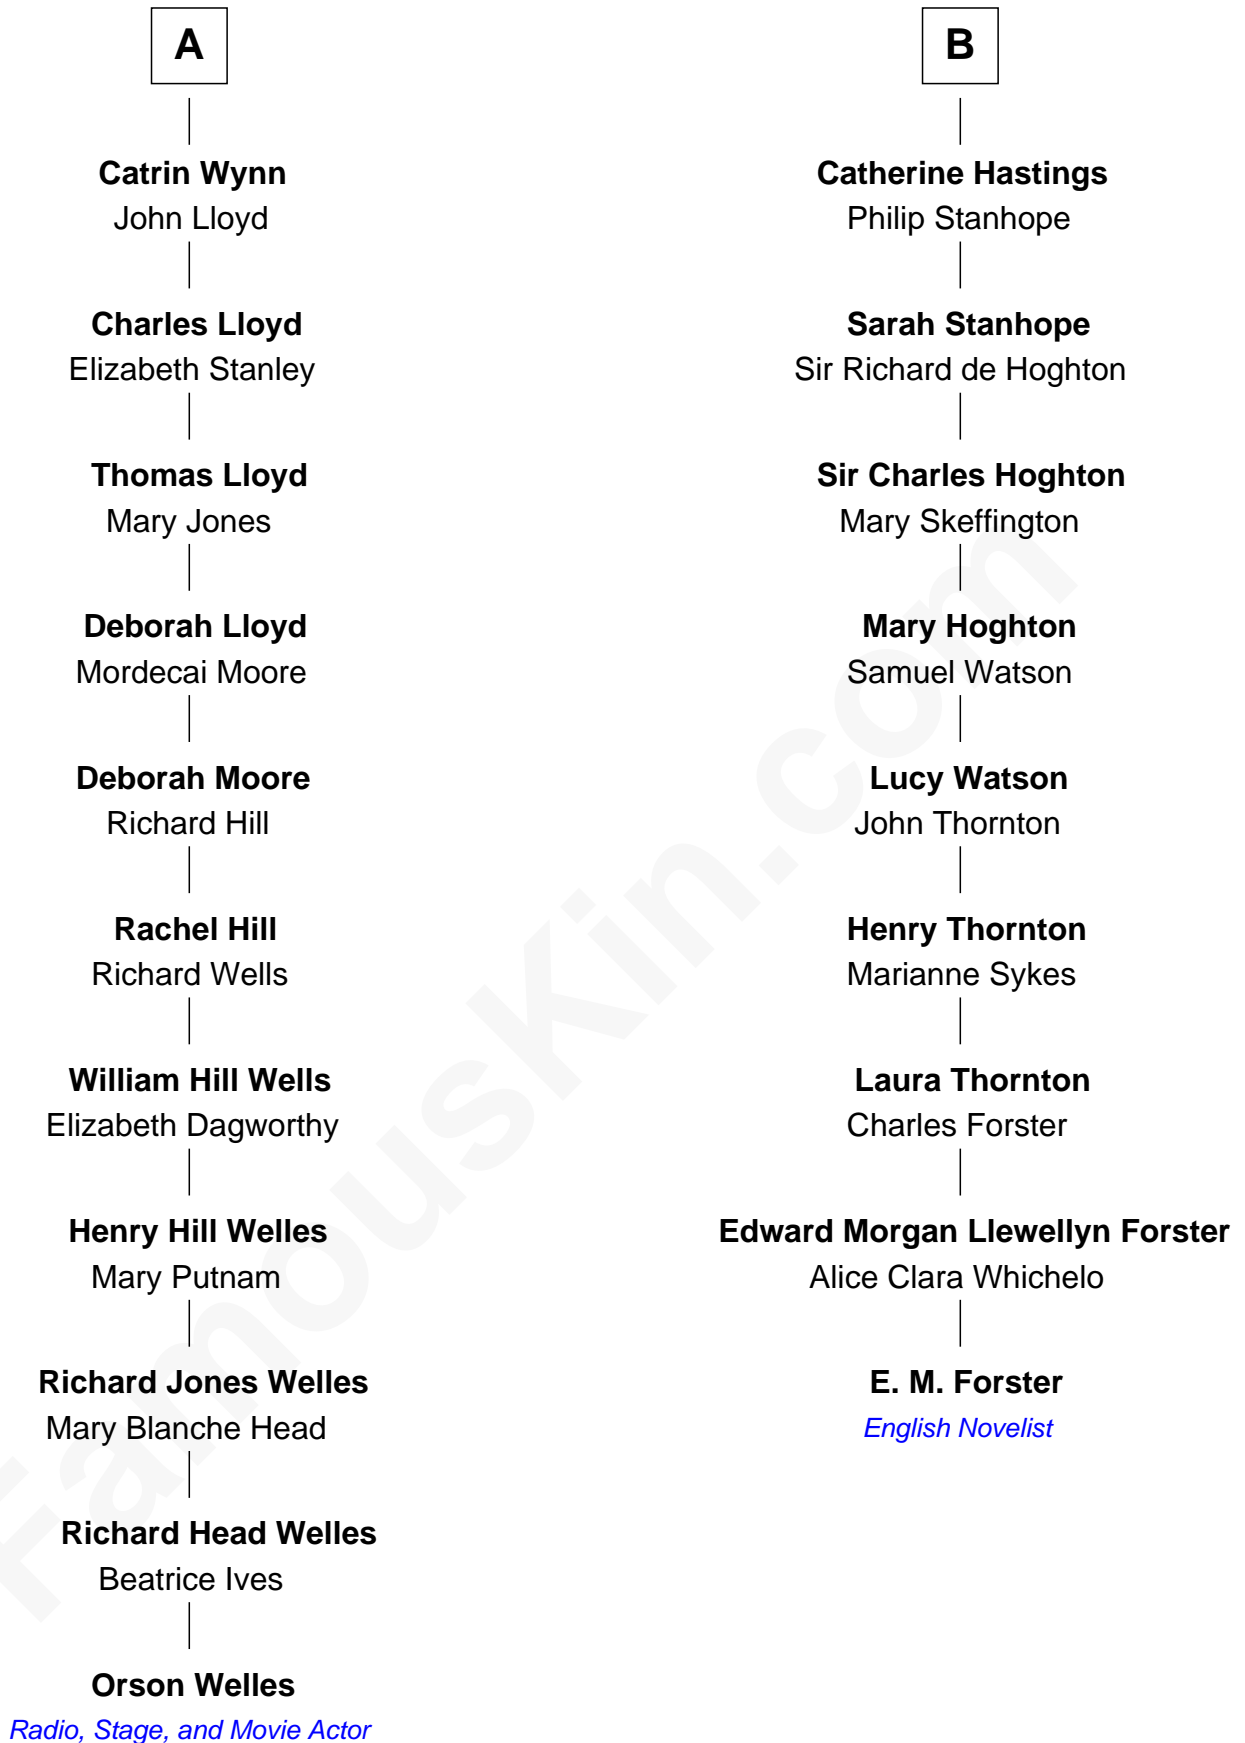 A
Catrin Wynn
John Lloyd
Charles Lloyd
Elizabeth Stanley
Thomas Lloyd
Mary Jones
Deborah Lloyd
Mordecai Moore
Deborah Moore
Richard Hill
Rachel Hill
Richard Wells
William Hill Wells
Elizabeth Dagworthy
Henry Hill Welles
Mary Putnam
Richard Jones Welles
Mary Blanche Head
Richard Head Welles
Beatrice Ives
Orson Welles
Radio, Stage, and Movie Actor
B
Catherine Hastings
Philip Stanhope
Sarah Stanhope
Sir Richard de Hoghton
Sir Charles Hoghton
Mary Skeffington
Mary Hoghton
Samuel Watson
Lucy Watson
John Thornton
Henry Thornton
Marianne Sykes
Laura Thornton
Charles Forster
Edward Morgan Llewellyn Forster
Alice Clara Whichelo
E. M. Forster
English Novelist
FamousKin.com